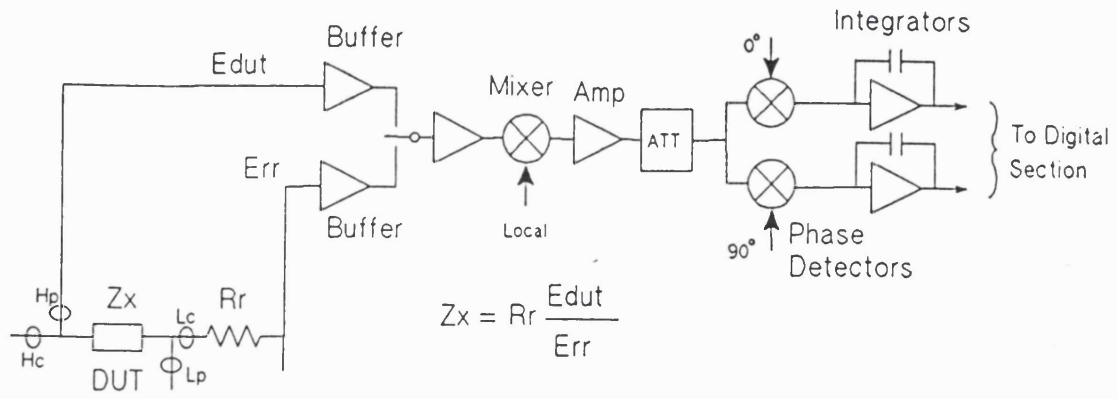 Integrators
Buffer
0°
Edut
Mixer
Amp
ATT
To Digital
Section
Err
Buffer
Local
90°
Phase
Detectors
Hp
Zx
Lc
Rr
Zx = Rr Edut
Err
Hc
DUT
Lp